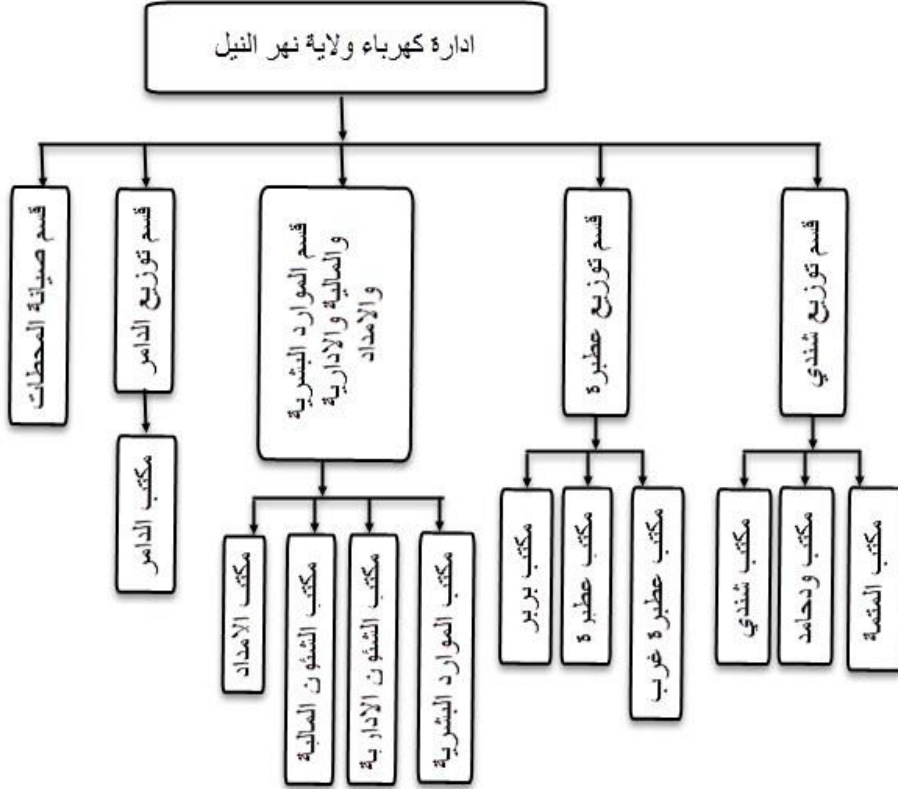 ادارة كهرباء ولاية نهر النيل
قسم توزيع شندي
قسم توزيع عطبرة
قسم الموارد البشرية
والمالية والادارية
والامداد
قسم توزيع الدامر
قسم صيانة المحطات
مكتب المتمة
مكتب ودحامد
مكتب شندي
مكتب عطبرة غرب
مكتب عطبرة
مكتب بربر
مكتب الموارد البشرية
مكتب الشئون الادارية
مكتب الشئون المالية
مكتب الامداد
مكتب الدامر